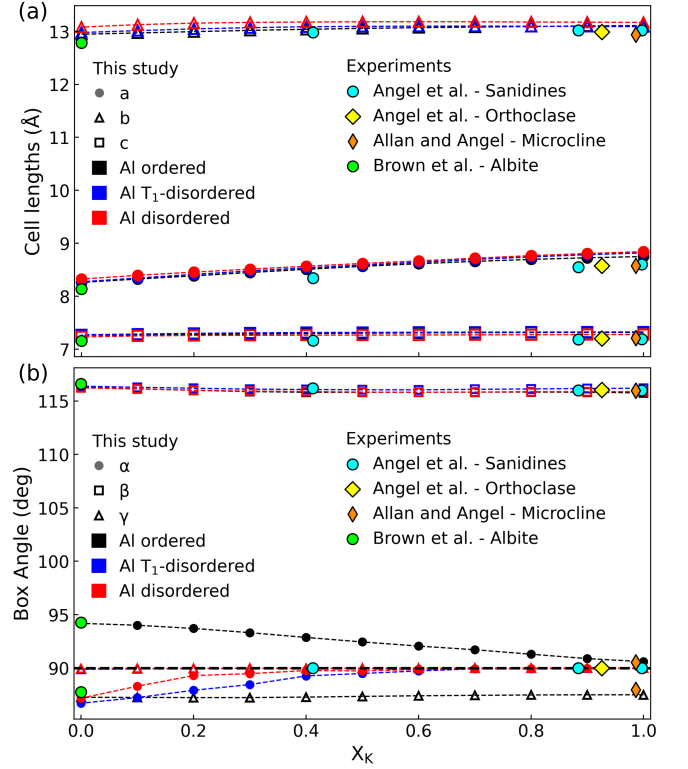 (a)
13
12
11
10
9
8
7
Cell lengths (Å)
This study
a
b
c
Al ordered
Al T₁-disordered
Al disordered
Experiments
Angel et al. - Sanidines
Angel et al. - Orthoclase
Allan and Angel - Microcline
Brown et al. - Albite
(b)
115
110
105
100
95
90
Box Angle (deg)
This study
α
β
γ
Al ordered
Al T₁-disordered
Al disordered
Experiments
Angel et al. - Sanidines
Angel et al. - Orthoclase
Allan and Angel - Microcline
Brown et al. - Albite
0.0 0.2 0.4 0.6 0.8 1.0
X_K